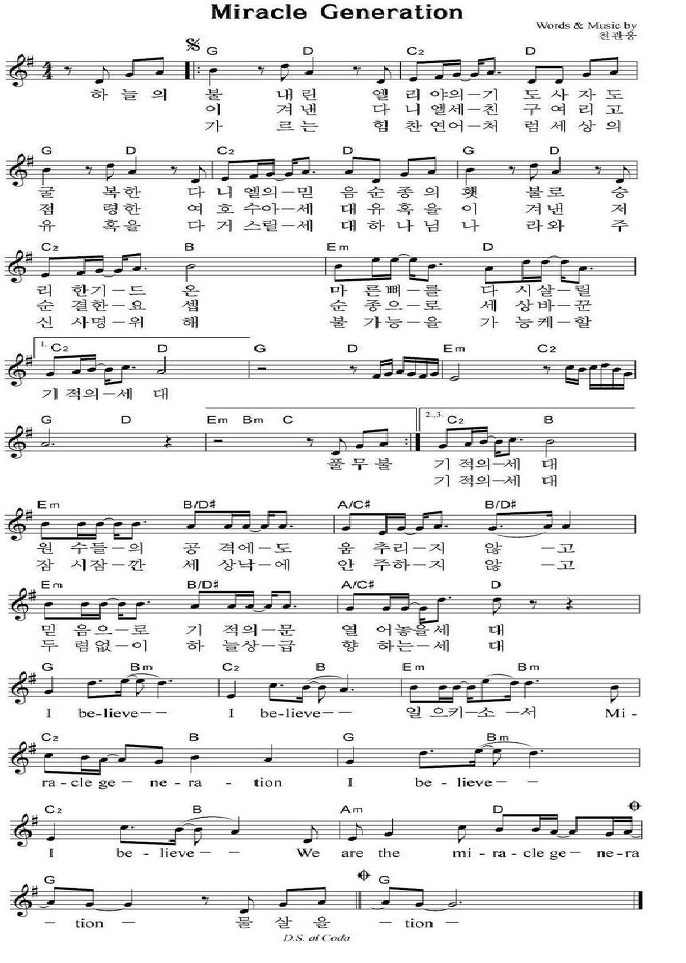 Miracle Generation
Words & Music by
천관웅
G D C2 D
하늘의 불 내린 엘 리야의-기 도사자도
이 겨낸 다니엘세-친 구여리고
가 르는 힘찬연어-처 럼세상의
G D C2 D G D
굴 복한 다니엘의-믿 음순종의 횃 불로 승
점 령한 여호수아-세 대유혹을이 겨낸 저
유 혹을 다거스릴-세 대하나님나 라와 주
C2 B Em D
리 한기-드 온 마른뼈-를 다 시살-릴
순 결한-요 셉 순종으-로 세 상바-꾼
신 사명-위 해 불가능-을 가 능케-할
1. C2 D G D Em C2
기 적의-세 대
G D Em Bm C 2.,3. C2 B
풀무불 기 적의-세 대
기 적의-세 대
Em B/D# A/C# B/D#
원 수들-의 공 격에-도 움 추리-지 않 -고
잠 시잠-깐 세 상낙-에 안 주하-지 않 -고
Em B/D# A/C# D
믿 음으-로 기 적의-문 열 어놓을세 대
두 렴없-이 하 늘상-급 향 하는-세 대
G Bm C2 B Em Bm
I be-lieve-- I be-lieve-- 일 으키-소 -서 Mi-
C2 B G Bm
ra-cle ge- ne-ra- tion I be-lieve--
C2 B Am D
I be-lieve-- We are the mi-ra-cle ge-ne-ra
G G
- tion- 물 살 을 -tion-
D.S. al Coda